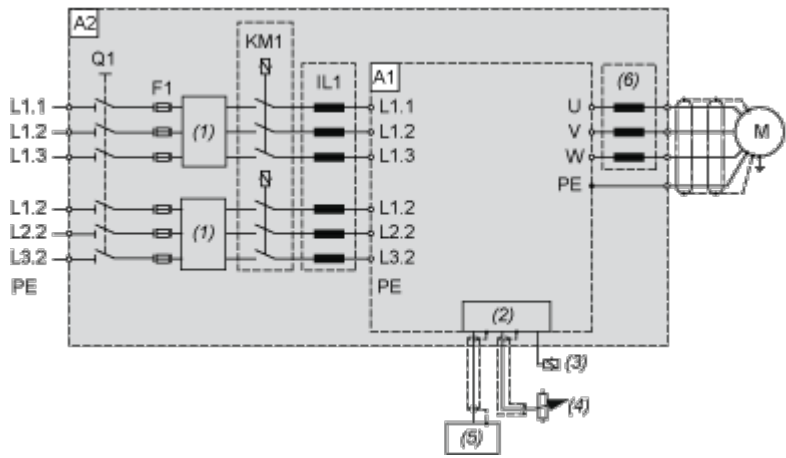 A2
Q1
F1
KM1
IL1
A1
(6)
L1.1
(1)
L1.1
U
L1.2
L1.2
V
M
L1.3
L1.3
W
PE
L1.2
(1)
L1.2
L2.2
L2.2
L3.2
L3.2
PE
PE
(2)
(3)
(4)
(5)